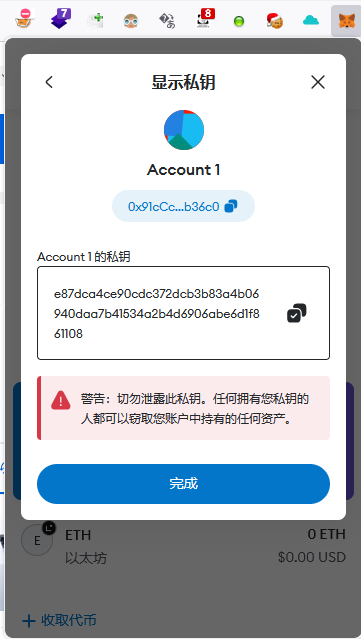 7
8
显示私钥
Account 1
0x91cCc...b36c0
Account 1 的私钥
e87dca4ce90cdc372dcb3b83a4b06
940daa7b41534a2b4d6906abe6d1f8
61108
警告：切勿泄露此私钥。任何拥有您私钥的
人都可以窃取您账户中持有的任何资产。
完成
E
ETH
0 ETH
以太坊
$0.00 USD
收取代币